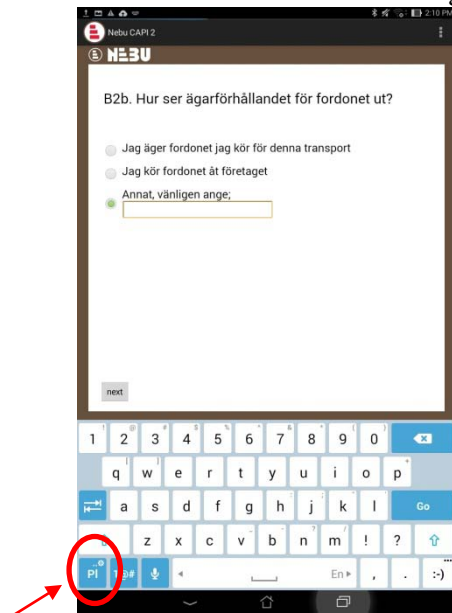 2:10 PM
Nebu CAPI 2
NEBU
B2b. Hur ser ägarförhållandet för fordonet ut?
Jag äger fordonet jag kör för denna transport
Jag kör fordonet åt företaget
Annat, vänligen ange;
next
1 2 3 4 5 6 7 8 9 0
q w e r t y u i o p
a s d f g h j k l Go
z x c v b n m ! ?
PI En , . :-)